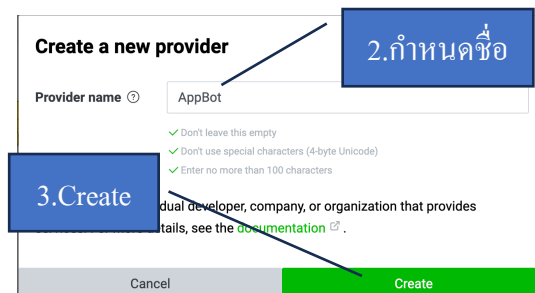 Create a new provider
2.กำหนดชื่อ
Provider name ?
AppBot
Don't leave this empty
Don't use special characters (4-byte Unicode)
Enter no more than 100 characters
3.Create
dual developer, company, or organization that provides
tails, see the documentation .
Cancel
Create